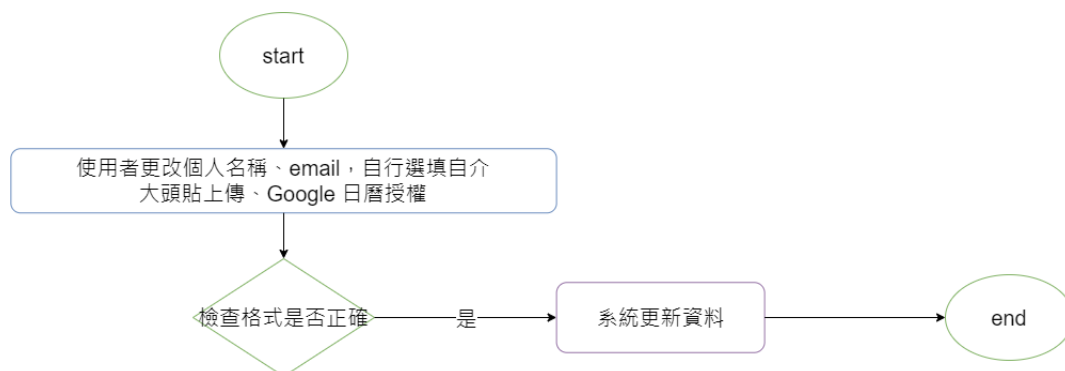 start
使用者更改個人名稱、email，自行選填自介
大頭貼上傳、Google 日曆授權
檢查格式是否正確
是
系統更新資料
end